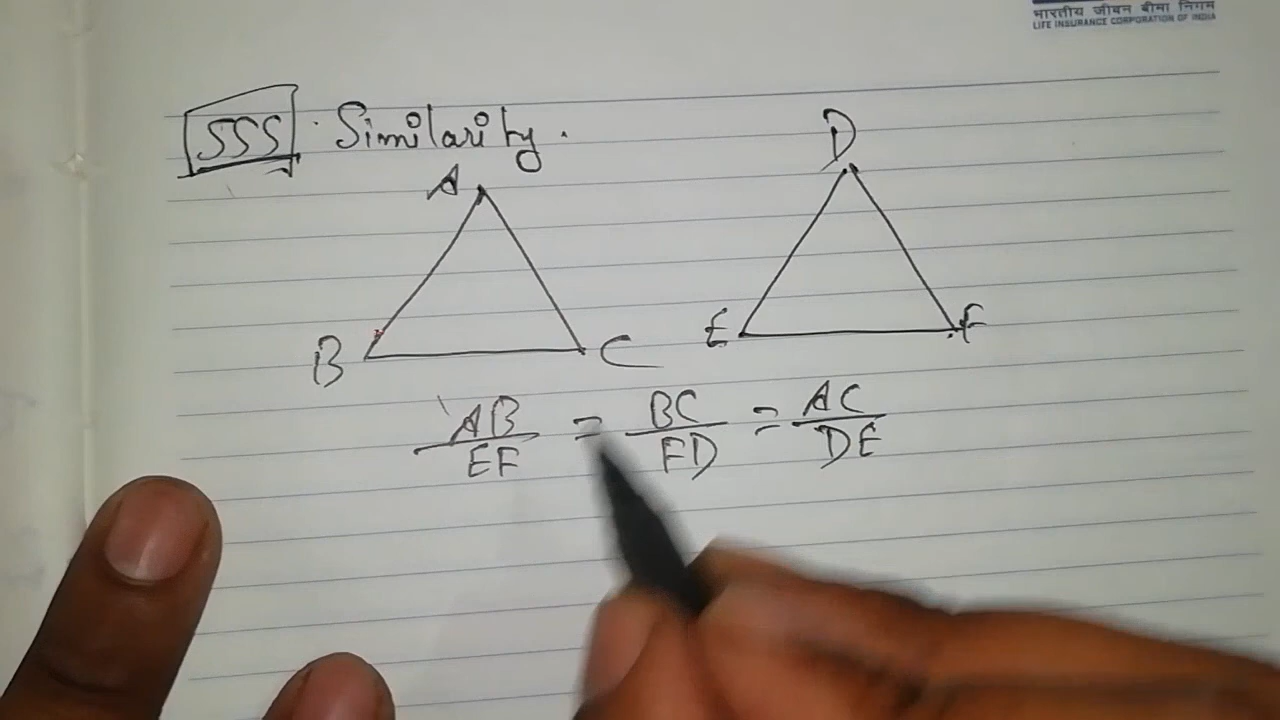 भारतीय जीवन बीमा निगम
LIFE INSURANCE CORPORATION OF INDIA
SSS. Similarity.
A
D
B
C
E
F
AB/EF = BC/FD = AC/DE